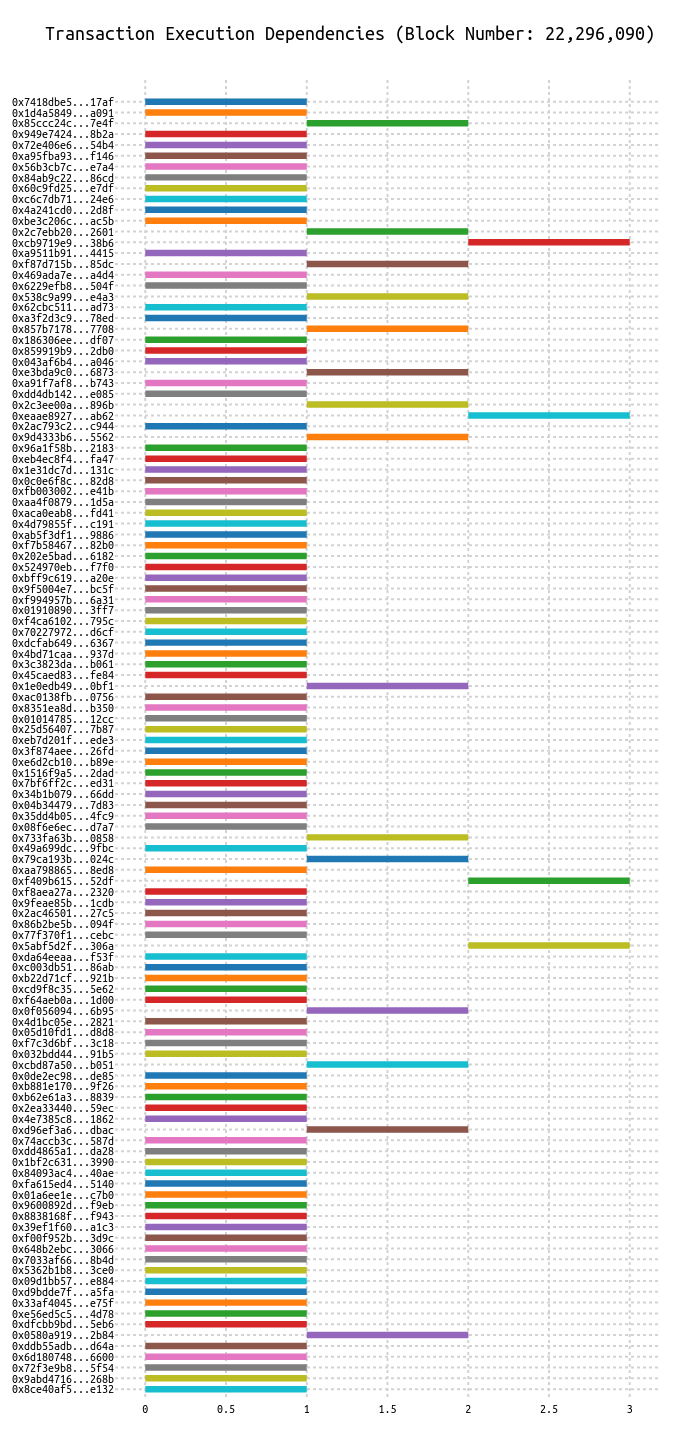 Transaction Execution Dependencies (Block Number: 22,296,090)
0x7418dbe5...17af
0x1d4a5849...a091
0x85ccc24c...7e4f
0x949e7424...8b2a
0x72e406e6...54b4
0xa95fba93...f146
0x56b3cb7c...e7a4
0x84ab9c22...86cd
0x60c9fd25...e7df
0xc6c7db71...24e6
0x4a241cd0...2d8f
0xbe3c206c...ac5b
0x2c7ebb20...2601
0xcb9719e9...38b6
0xa9511b91...4415
0xf87d715b...85dc
0x469ada7e...a4d4
0x6229efb8...504f
0x538c9a99...e4a3
0x62cbc511...ad73
0xa3f2d3c9...78ed
0x857b7178...7708
0x186306ee...df07
0x859919b9...2db0
0x043af6b4...a046
0xe3bda9c0...6873
0xa91f7af8...b743
0xdd4db142...e085
0x2c3ee00a...896b
0xeaae8927...ab62
0x2ac793c2...c944
0x9d4333b6...5562
0x96a1f58b...2183
0xeb4ec8f4...fa47
0x1e31dc7d...131c
0x0c0e6f8c...82d8
0xfb003002...e41b
0xaa4f0879...1d5a
0xaca0eab8...fd41
0x4d79855f...c191
0xab5f3df1...9886
0xf7b58467...82b0
0x202e5bad...6182
0x524970eb...f7f0
0xbff9c619...a20e
0x9f5004e7...bc5f
0xf994957b...6a31
0x01910890...3ff7
0xf4ca6102...795c
0x70227972...d6cf
0xdcfab649...6367
0x4bd71caa...937d
0x3c3823da...b061
0x45caed83...fe84
0x1e0edb49...0bf1
0xac0138fb...0756
0x8351ea8d...b350
0x01014785...12cc
0x25d56407...7b87
0xeb7d201f...ede3
0x3f874aee...26fd
0xe6d2cb10...b89e
0x1516f9a5...2dad
0x7bf6ff2c...ed31
0x34b1b079...66dd
0x04b34479...7d83
0x35dd4b05...4fc9
0x08f6e6ec...d7a7
0x733fa63b...0858
0x49a699dc...9fbc
0x79ca193b...024c
0xaa798865...8ed8
0xf409b615...52df
0xf8aea27a...2320
0x9feae85b...1cdb
0x2ac46501...27c5
0x86b2be5b...094f
0x77f370f1...cebc
0x5abf5d2f...306a
0xda64eeaa...f53f
0xc003db51...86ab
0xb22d71cf...921b
0xcd9f8c35...5e62
0xf64aeb0a...1d00
0x0f056094...6b95
0x4d1bc05e...2821
0x05d10fd1...d8d8
0xf7c3d6bf...3c18
0x032bdd44...91b5
0xcbd87a50...b051
0x0de2ec98...de85
0xb881e170...9f26
0xb62e61a3...8839
0x2ea33440...59ec
0x4e7385c8...1862
0xd96ef3a6...dbac
0x74accb3c...587d
0xdd4865a1...da28
0x1bf2c631...3990
0x84093ac4...40ae
0xfa615ed4...5140
0x01a6ee1e...c7b0
0x9600892d...f9eb
0x8838168f...f943
0x39ef1f60...a1c3
0xf00f952b...3d9c
0x648b2ebc...3066
0x7033af66...8b4d
0x5362b1b8...3ce0
0x09d1bb57...e884
0xd9bdde7f...a5fa
0x33af4045...e75f
0xe56ed5c5...4d78
0xdfcbb9bd...5eb6
0x0580a919...2b84
0xddb55adb...d64a
0x6d180748...6600
0x72f3e9b8...5f54
0x9abd4716...268b
0x8ce40af5...e132
0 0.5 1 1.5 2 2.5 3